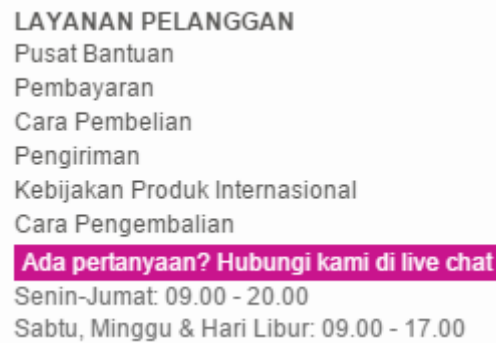 LAYANAN PELANGGAN
Pusat Bantuan
Pembayaran
Cara Pembelian
Pengiriman
Kebijakan Produk Internasional
Cara Pengembalian
Ada pertanyaan? Hubungi kami di live chat
Senin-Jumat: 09.00 - 20.00
Sabtu, Minggu & Hari Libur: 09.00 - 17.00